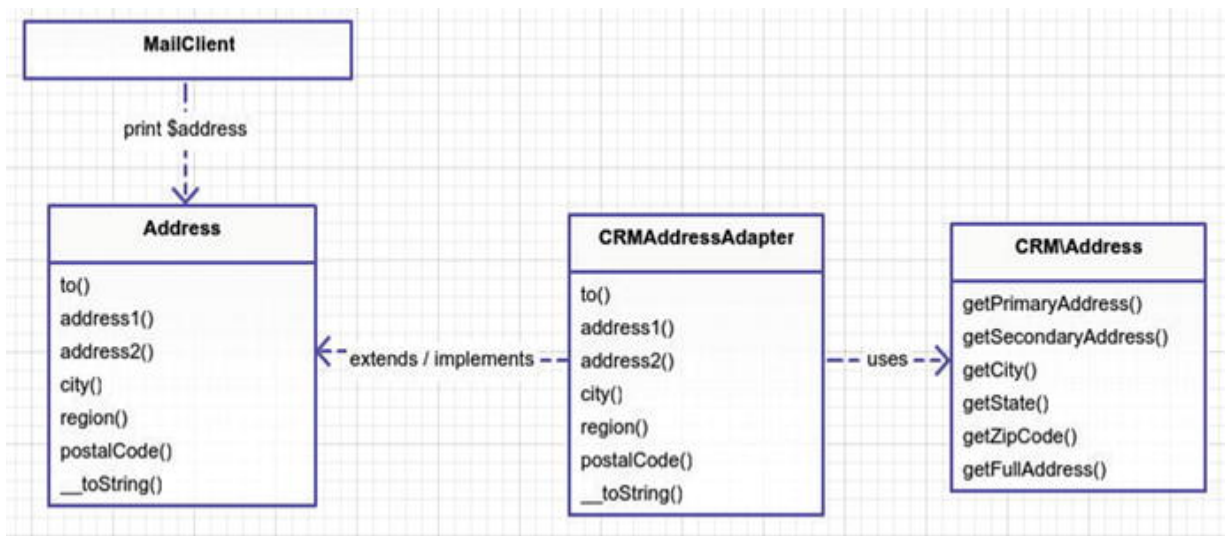 MailClient
print $address
Address
to()
address1()
address2()
city()
region()
postalCode()
__toString()
extends / implements
CRMAddressAdapter
to()
address1()
address2()
city()
region()
postalCode()
__toString()
uses
CRM\Address
getPrimaryAddress()
getSecondaryAddress()
getCity()
getState()
getZipCode()
getFullAddress()